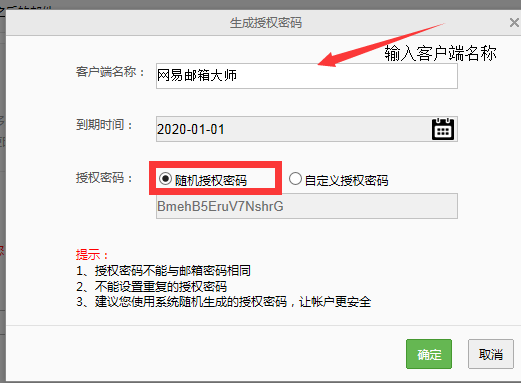 生成授权密码
输入客户端名称
客户端名称： 网易邮箱大师
到期时间： 2020-01-01
授权密码： 随机授权密码 自定义授权密码
BmehB5EruV7NshrG
提示：
1、授权密码不能与邮箱密码相同
2、不能设置重复的授权密码
3、建议您使用系统随机生成的授权密码，让帐户更安全
确定 取消